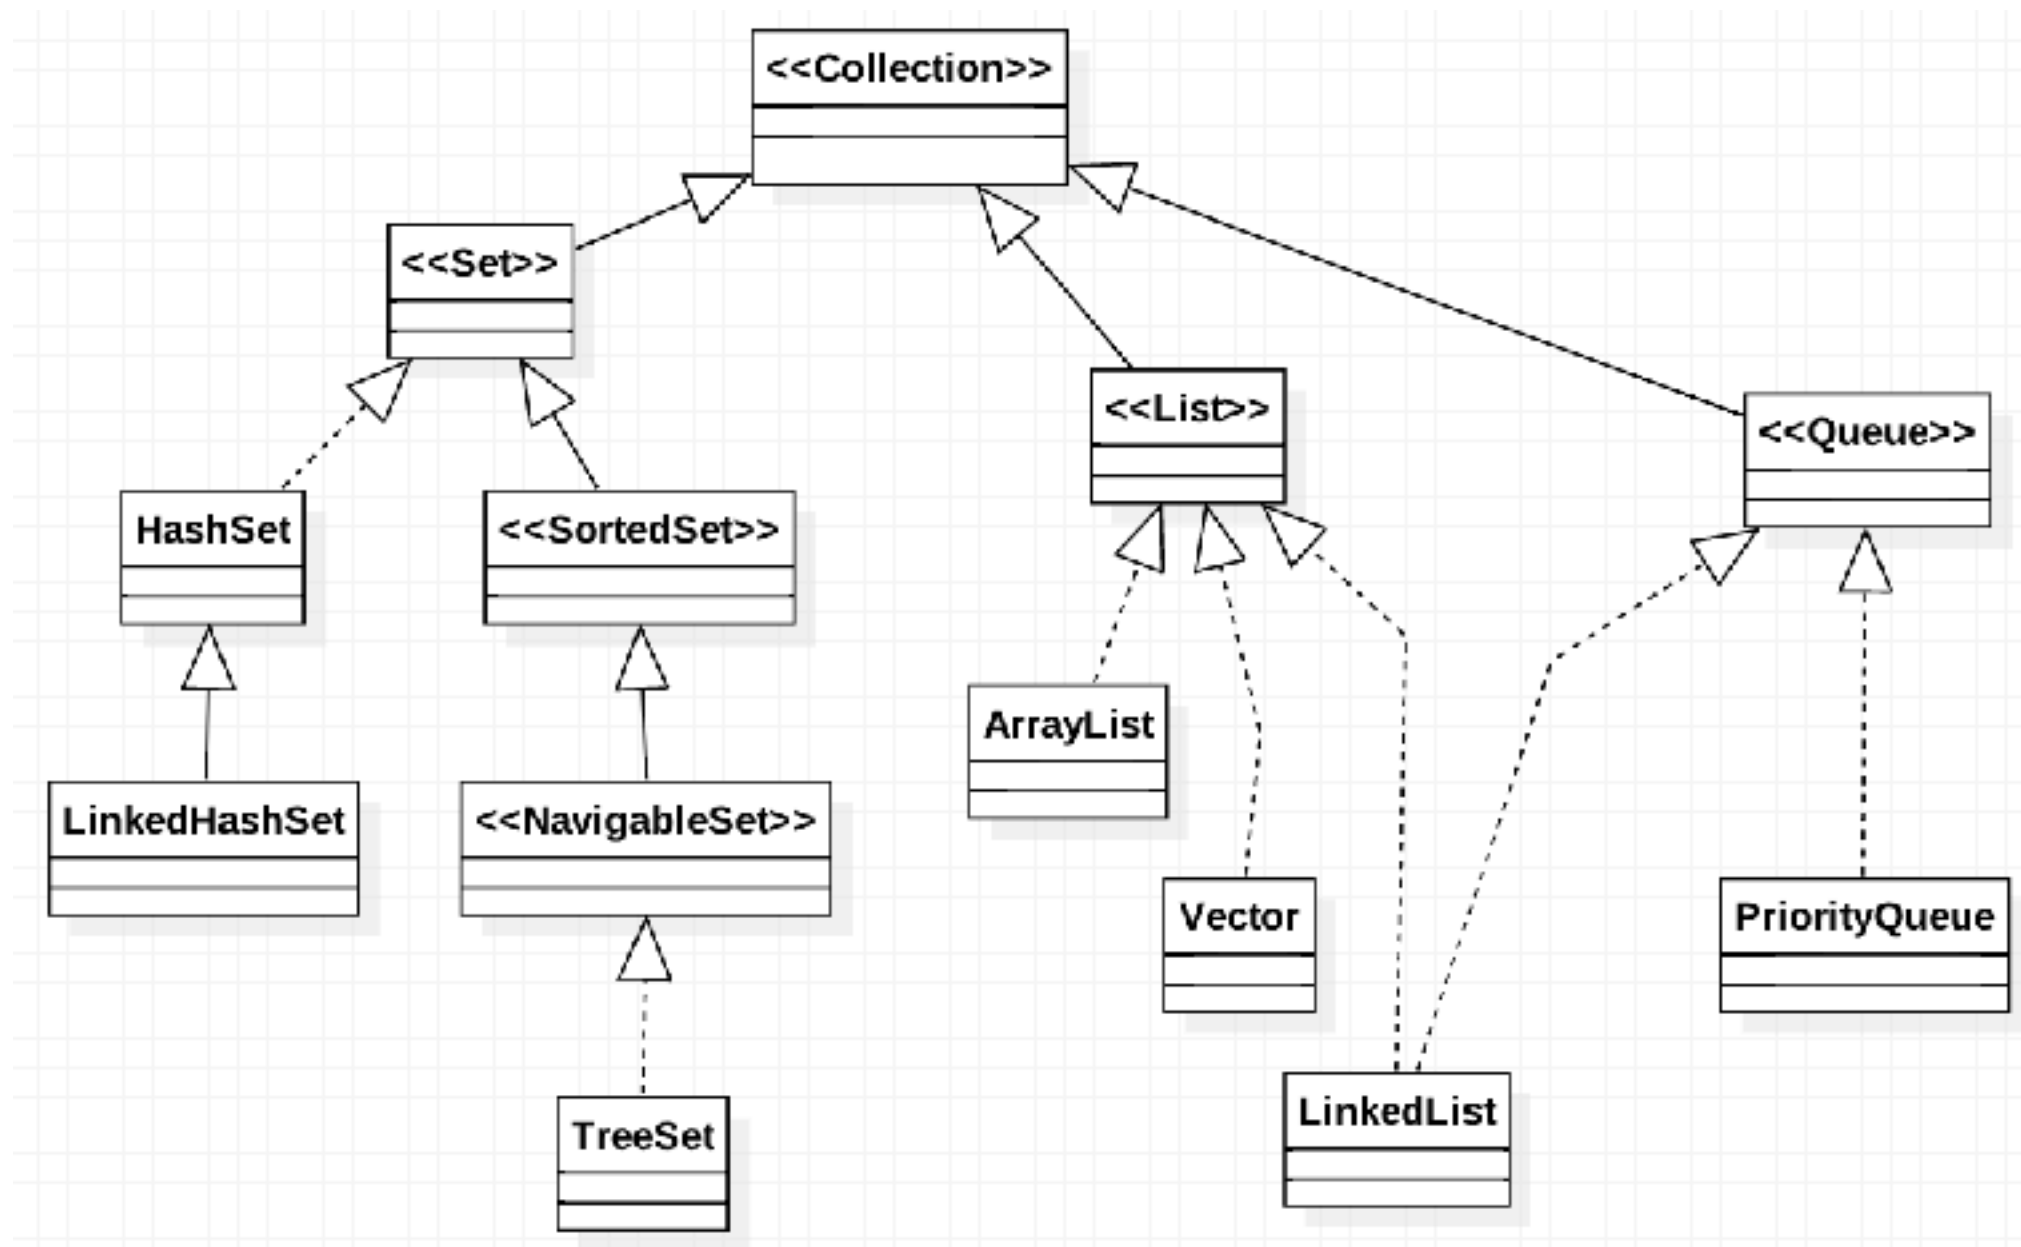 <<Collection>>
<<Set>>
<<List>>
<<Queue>>
HashSet
<<SortedSet>>
ArrayList
LinkedHashSet
<<NavigableSet>>
Vector
PriorityQueue
LinkedList
TreeSet